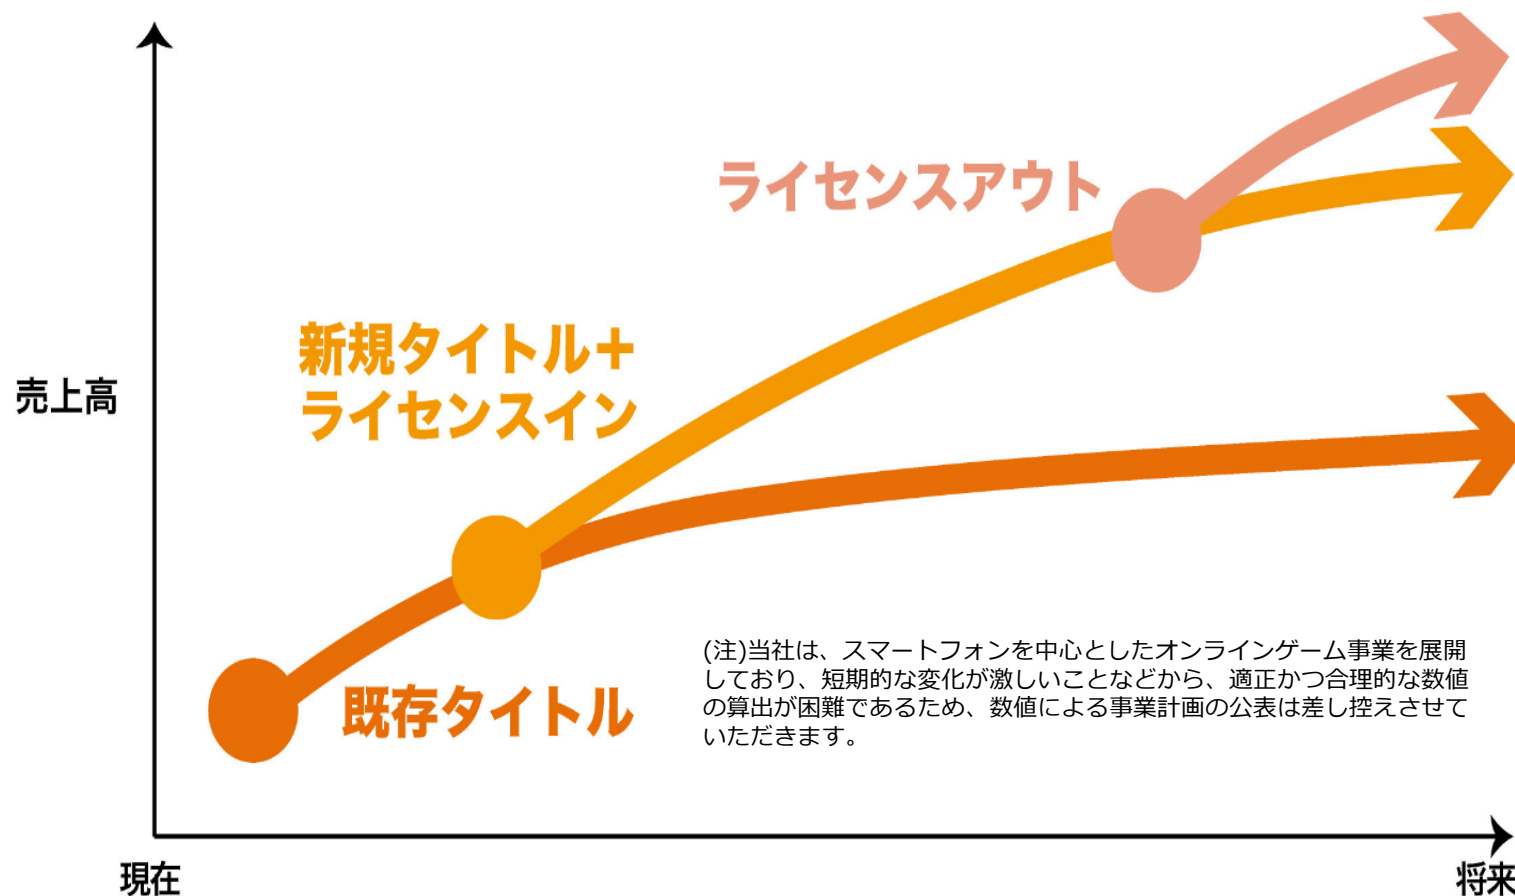 ライセンスアウト
新規タイトル＋
ライセンスイン
売上高
既存タイトル
(注)当社は、スマートフォンを中心としたオンラインゲーム事業を展開
しており、短期的な変化が激しいことなどから、適正かつ合理的な数値
の算出が困難であるため、数値による事業計画の公表は差し控えさせて
いただきます。
現在
将来